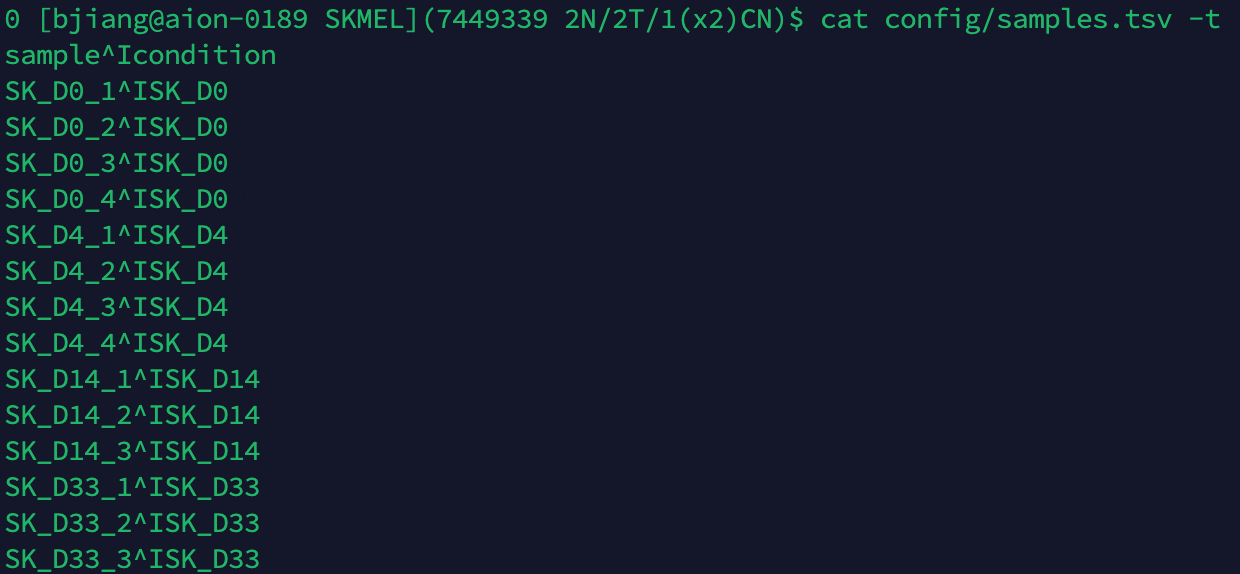 0 [bjiang@aion-0189 SKMEL](7449339 2N/2T/1(x2)CN)$ cat config/samples.tsv -t
sample^Icondition
SK_D0_1^ISK_D0
SK_D0_2^ISK_D0
SK_D0_3^ISK_D0
SK_D0_4^ISK_D0
SK_D4_1^ISK_D4
SK_D4_2^ISK_D4
SK_D4_3^ISK_D4
SK_D4_4^ISK_D4
SK_D14_1^ISK_D14
SK_D14_2^ISK_D14
SK_D14_3^ISK_D14
SK_D33_1^ISK_D33
SK_D33_2^ISK_D33
SK_D33_3^ISK_D33